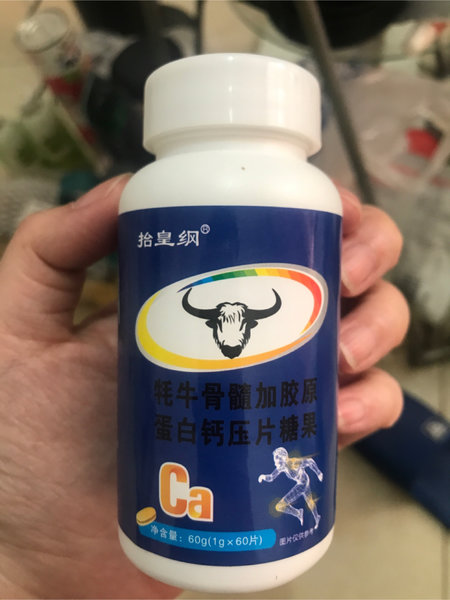 拾皇纲®
牦牛骨髓加胶原
蛋白钙压片糖果
Ca
净含量：60g(1g×60片)
图片仅供参考